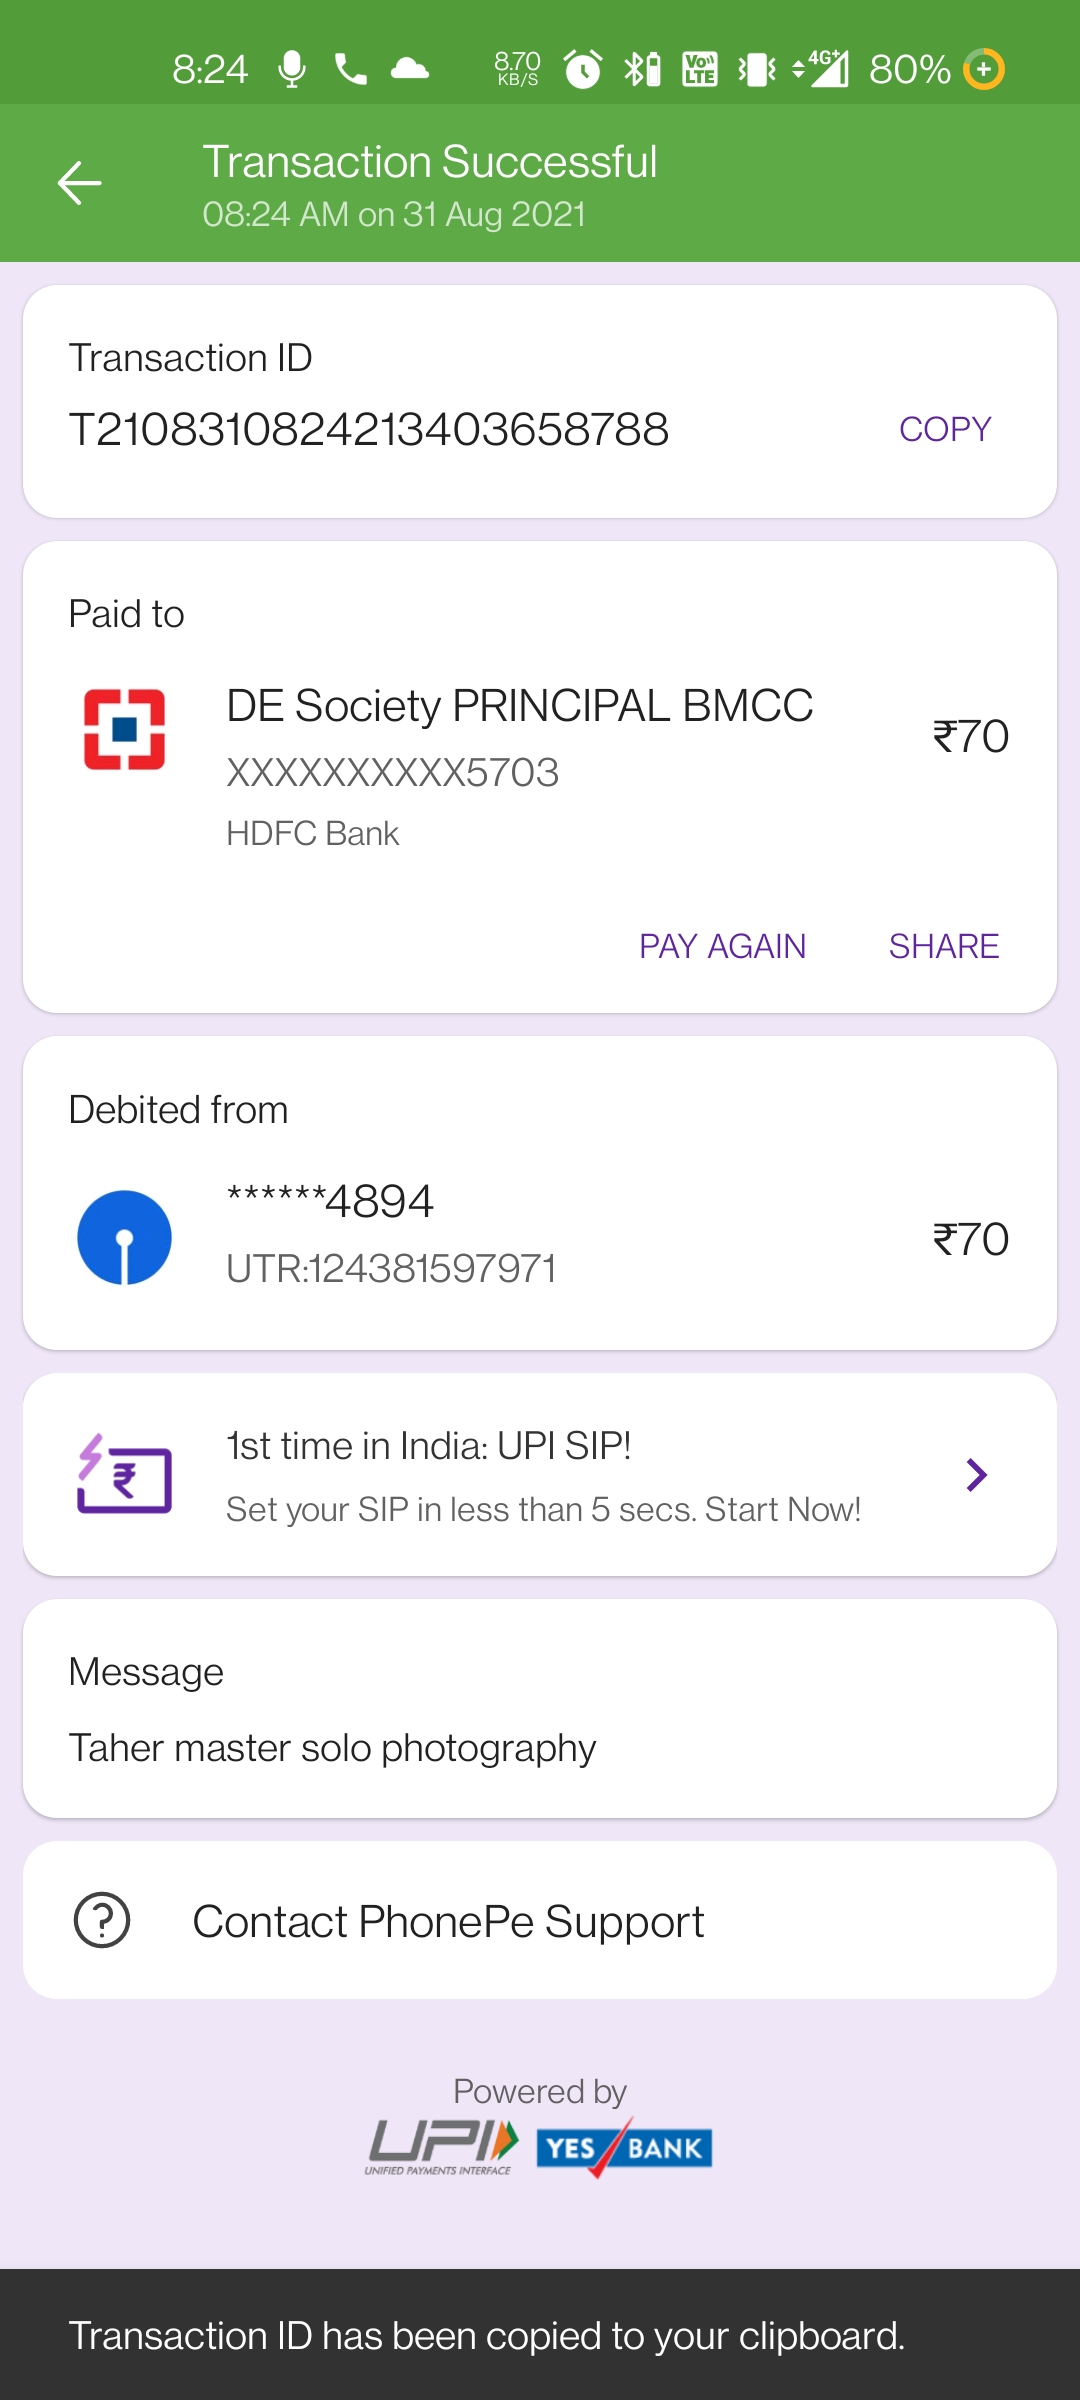 8:24 8.70 KB/S Vo)) LTE 4G+ 80%
Transaction Successful
08:24 AM on 31 Aug 2021
Transaction ID
T2108310824213403658788 COPY
Paid to
DE Society PRINCIPAL BMCC
₹70
XXXXXXXXXX5703
HDFC Bank
PAY AGAIN SHARE
Debited from
******4894
₹70
UTR:124381597971
1st time in India: UPI SIP!
Set your SIP in less than 5 secs. Start Now!
Message
Taher master solo photography
Contact PhonePe Support
Powered by
UPI YES BANK
UNIFIED PAYMENTS INTERFACE
Transaction ID has been copied to your clipboard.